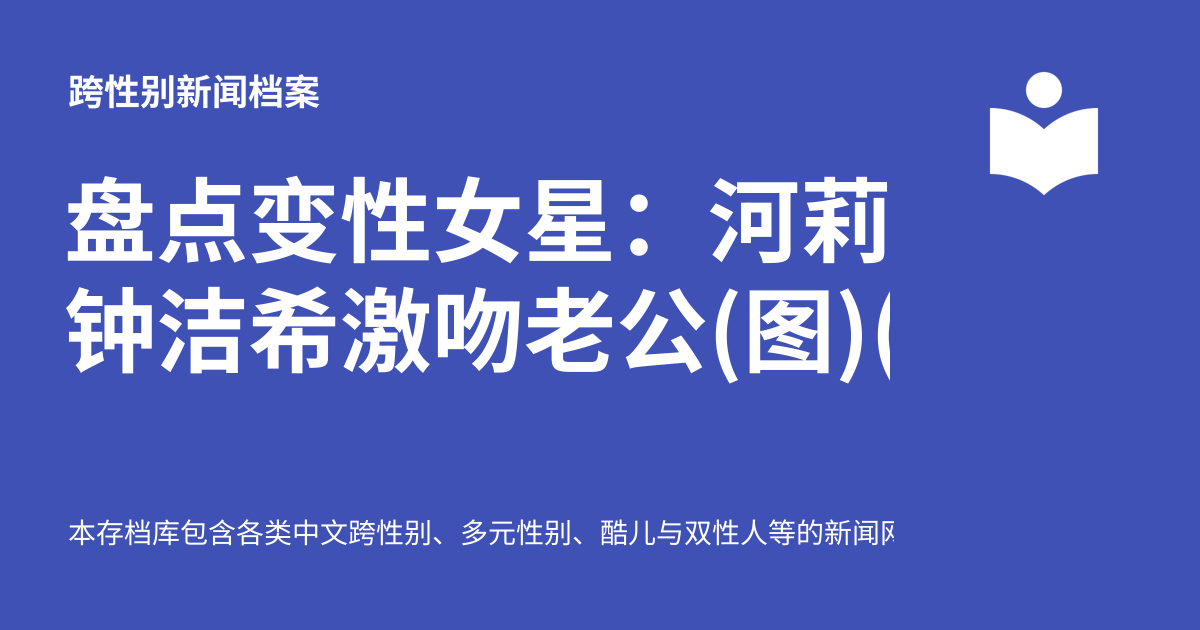 跨性别新闻档案
盘点变性女星：河莉
钟洁希激吻老公(图)(
本存档库包含各类中文跨性别、多元性别、酷儿与双性人等的新闻